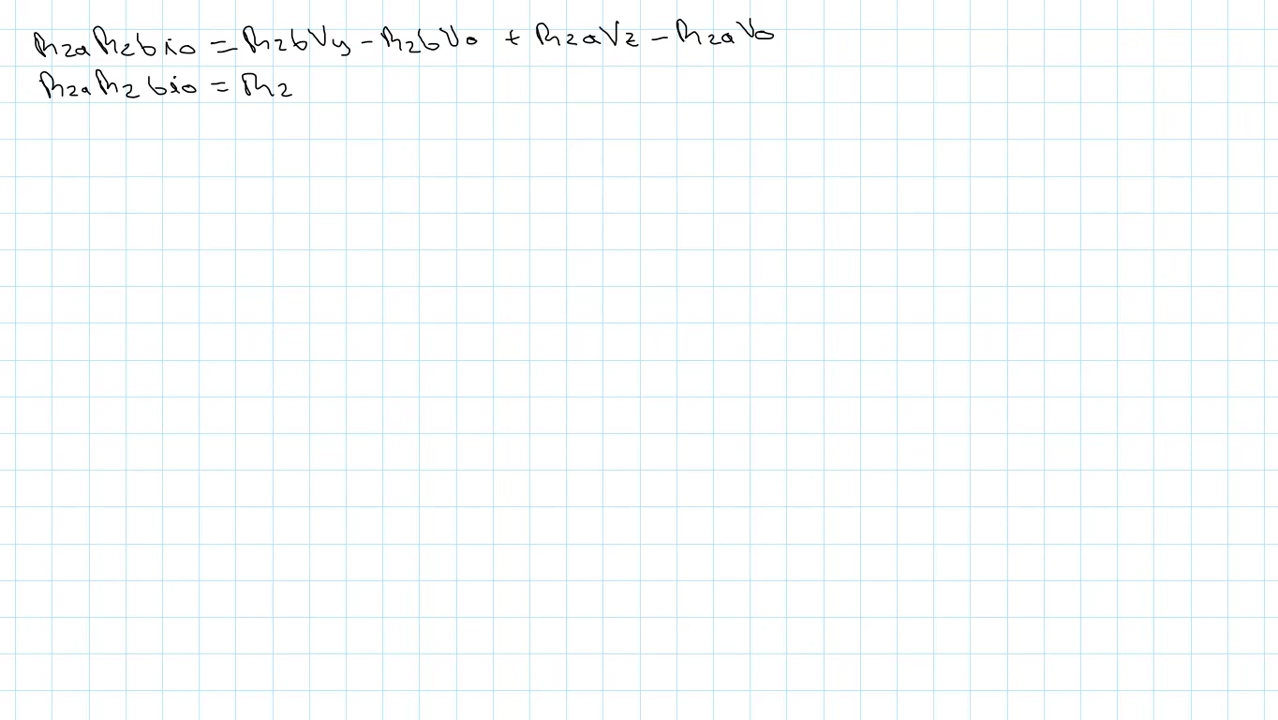 R2aR2bio = R2bVy - R2bVo + R2aVz - R2aVo
R2aR2bio = R2